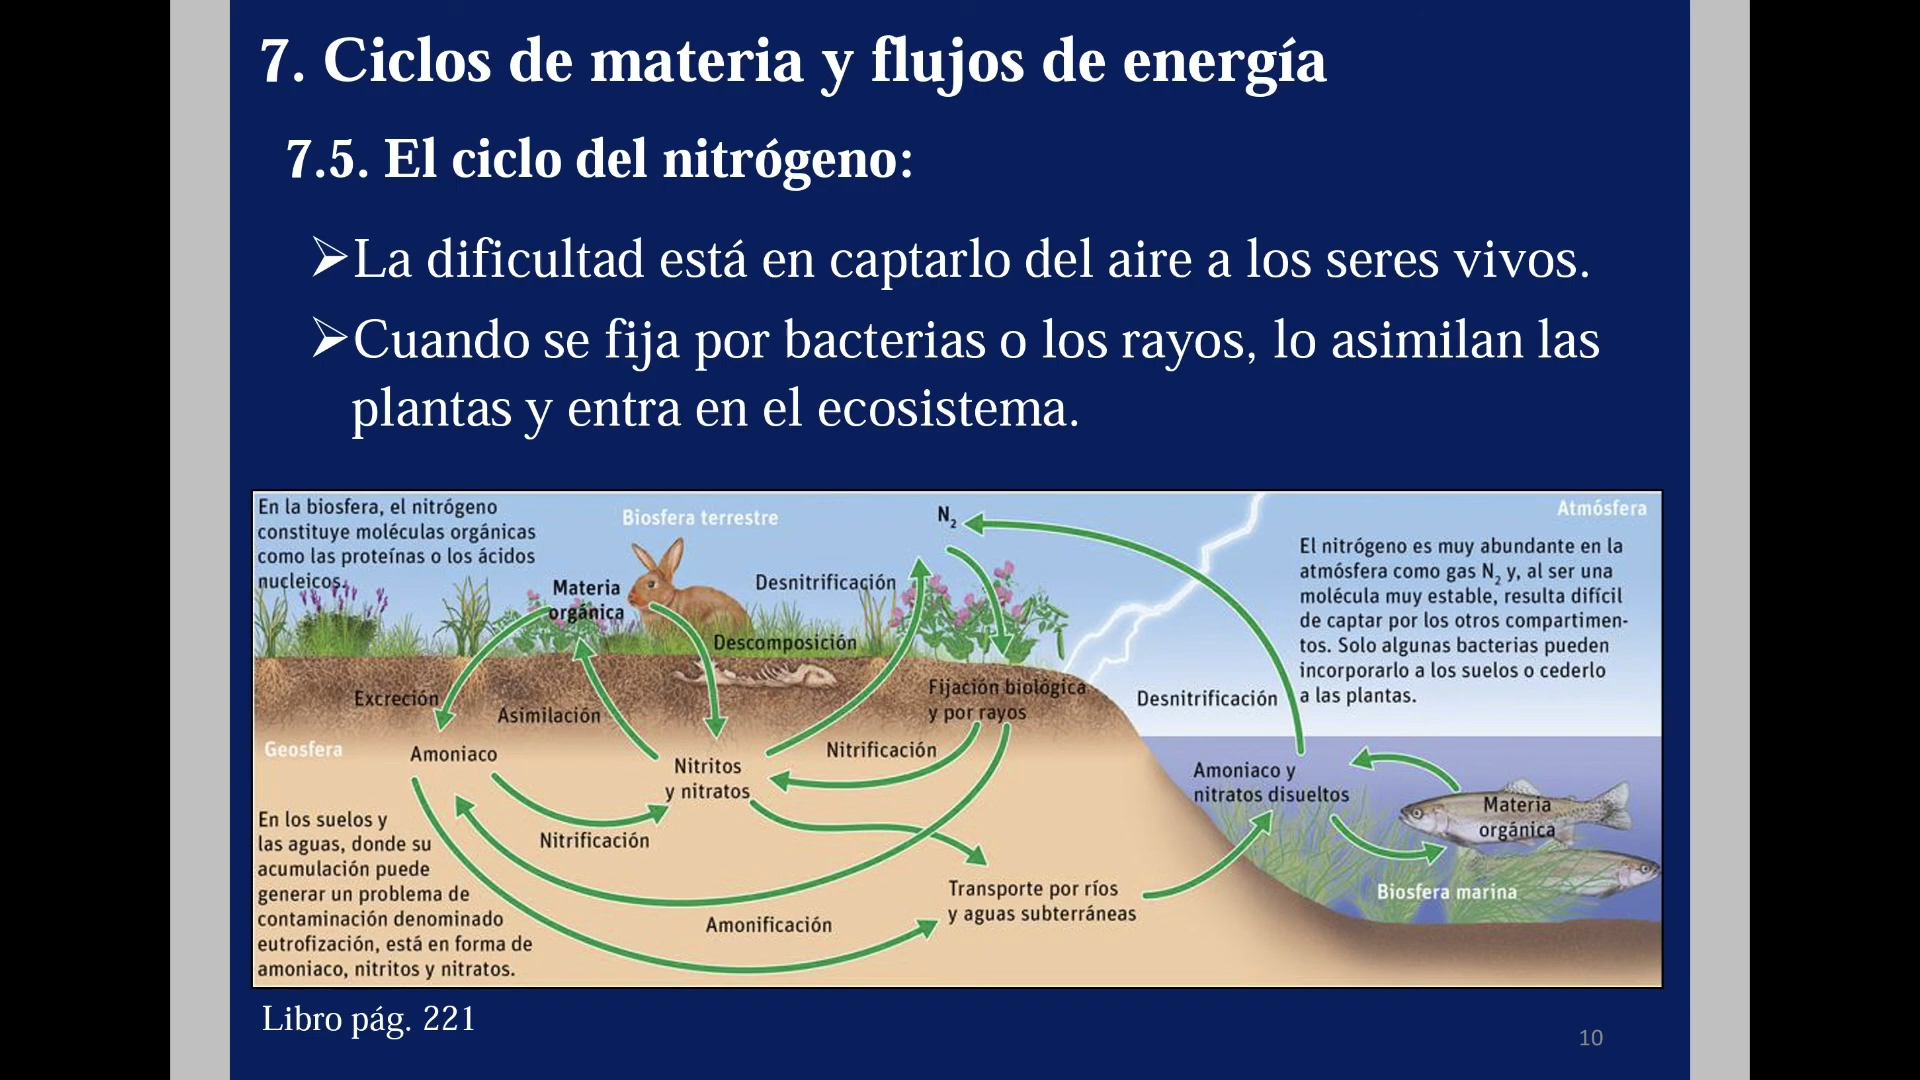 7. Ciclos de materia y flujos de energía
7.5. El ciclo del nitrógeno:
➢La dificultad está en captarlo del aire a los seres vivos.
➢Cuando se fija por bacterias o los rayos, lo asimilan las
plantas y entra en el ecosistema.
En la biosfera, el nitrógeno
constituye moléculas orgánicas
como las proteínas o los ácidos
nucleicos.
Biosfera terrestre
N₂
Atmósfera
El nitrógeno es muy abundante en la
atmósfera como gas N₂ y, al ser una
molécula muy estable, resulta difícil
de captar por los otros compartimen-
tos. Solo algunas bacterias pueden
incorporarlo a los suelos o cederlo
a las plantas.
Materia
orgánica
Desnitrificación
Descomposición
Excreción
Asimilación
Fijación biológica
y por rayos
Desnitrificación
Geosfera
Amoniaco
Nitritos
y nitratos
Nitrificación
Amoniaco y
nitratos disueltos
Materia
orgánica
En los suelos y
las aguas, donde su
acumulación puede
generar un problema de
contaminación denominado
eutrofización, está en forma de
amoniaco, nitritos y nitratos.
Nitrificación
Amonificación
Transporte por ríos
y aguas subterráneas
Biosfera marina
Libro pág. 221
10